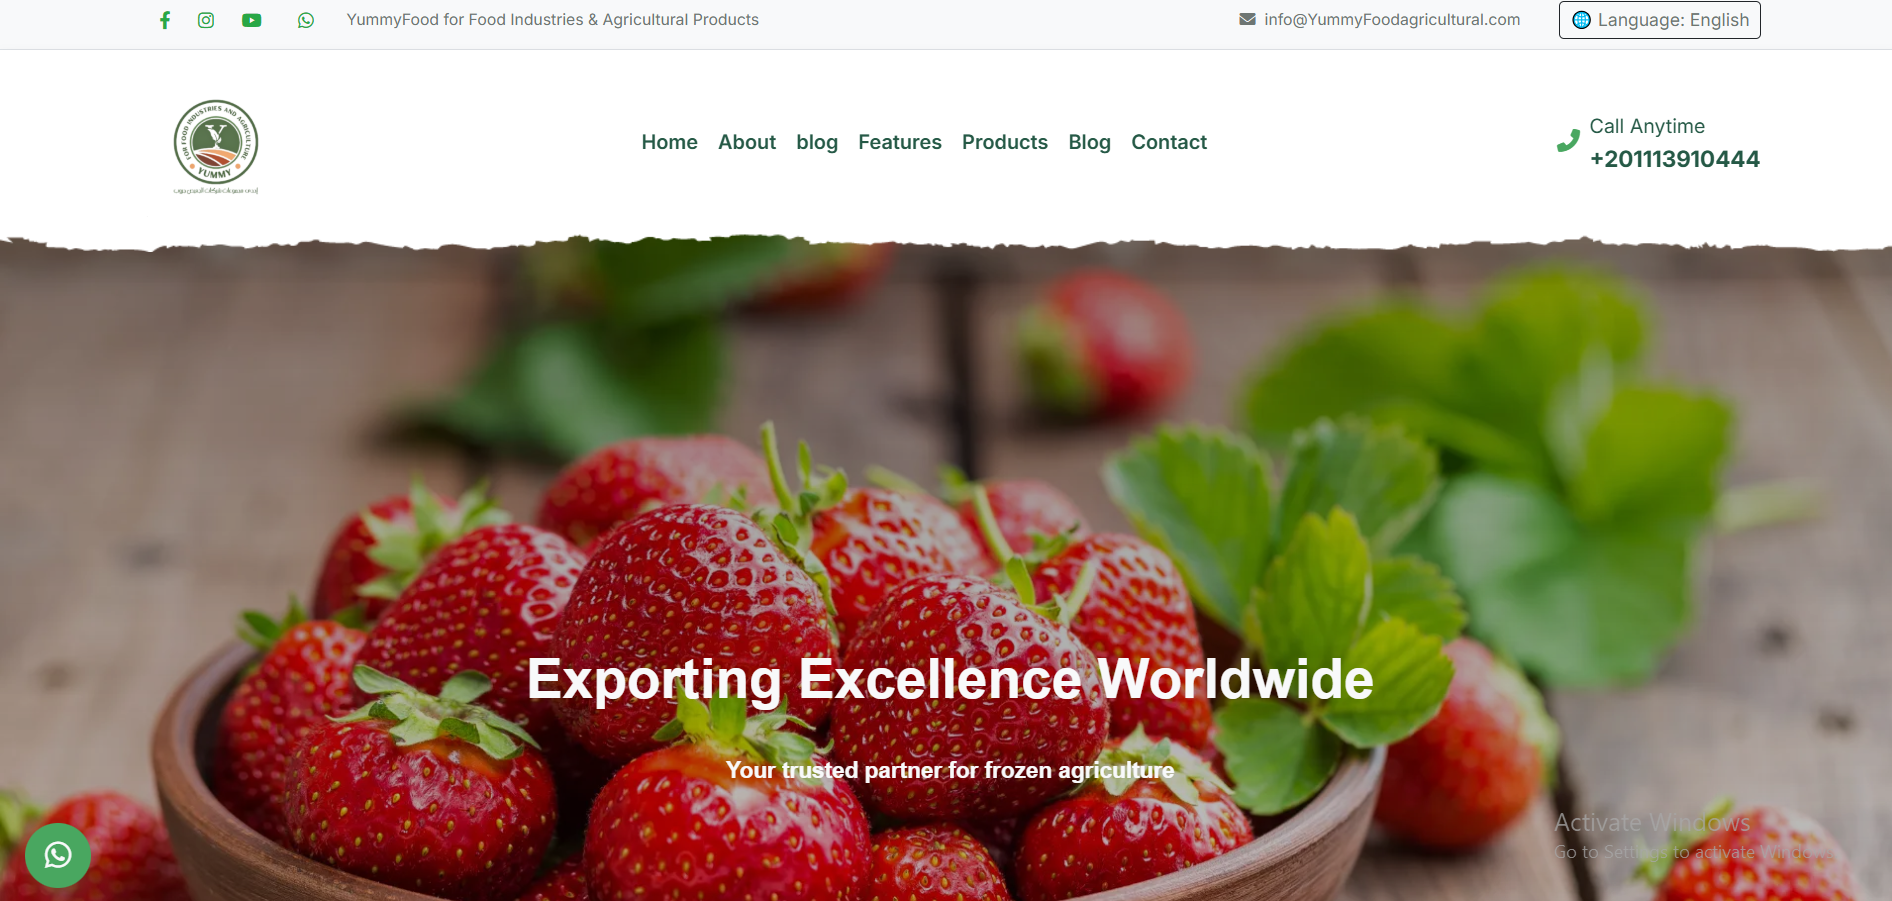 YummyFood for Food Industries & Agricultural Products
info@YummyFoodagricultural.com
Language: English
FOR FOOD INDUSTRIES AND AGRICULTURE
YUMMY
Home About blog Features Products Blog Contact
Call Anytime
+201113910444
Exporting Excellence Worldwide
Your trusted partner for frozen agriculture
Activate Windows
Go to Settings to activate Windows.